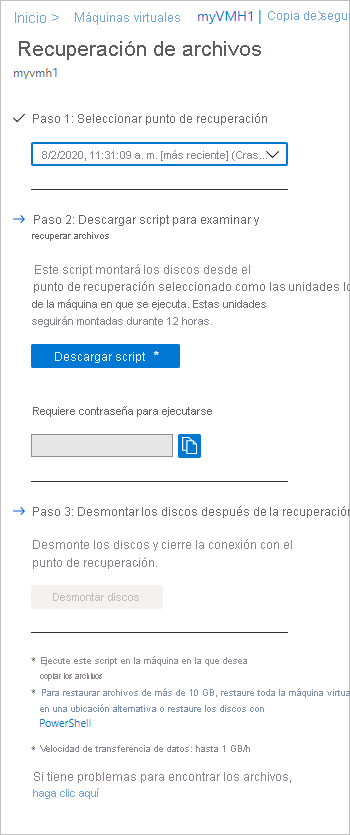 Inicio > Máquinas virtuales myVMH1 | Copia de segu
Recuperación de archivos
myvmh1
Paso 1: Seleccionar punto de recuperación
8/2/2020, 11:31:09 a. m. [más reciente] (Cras...
Paso 2: Descargar script para examinar y
recuperar archivos
Este script montará los discos desde el
punto de recuperación seleccionado como las unidades lo
de la máquina en que se ejecuta. Estas unidades
seguirán montadas durante 12 horas.
Descargar script *
Requiere contraseña para ejecutarse
Paso 3: Desmontar los discos después de la recuperación
Desmonte los discos y cierre la conexión con el
punto de recuperación.
Desmontar discos
* Ejecute este script en la máquina en la que desea
copiar los archivos
* Para restaurar archivos de más de 10 GB, restaure toda la máquina virtua
en una ubicación alternativa o restaure los discos con
PowerShell
* Velocidad de transferencia de datos: hasta 1 GB/h
Si tiene problemas para encontrar los archivos,
haga clic aquí